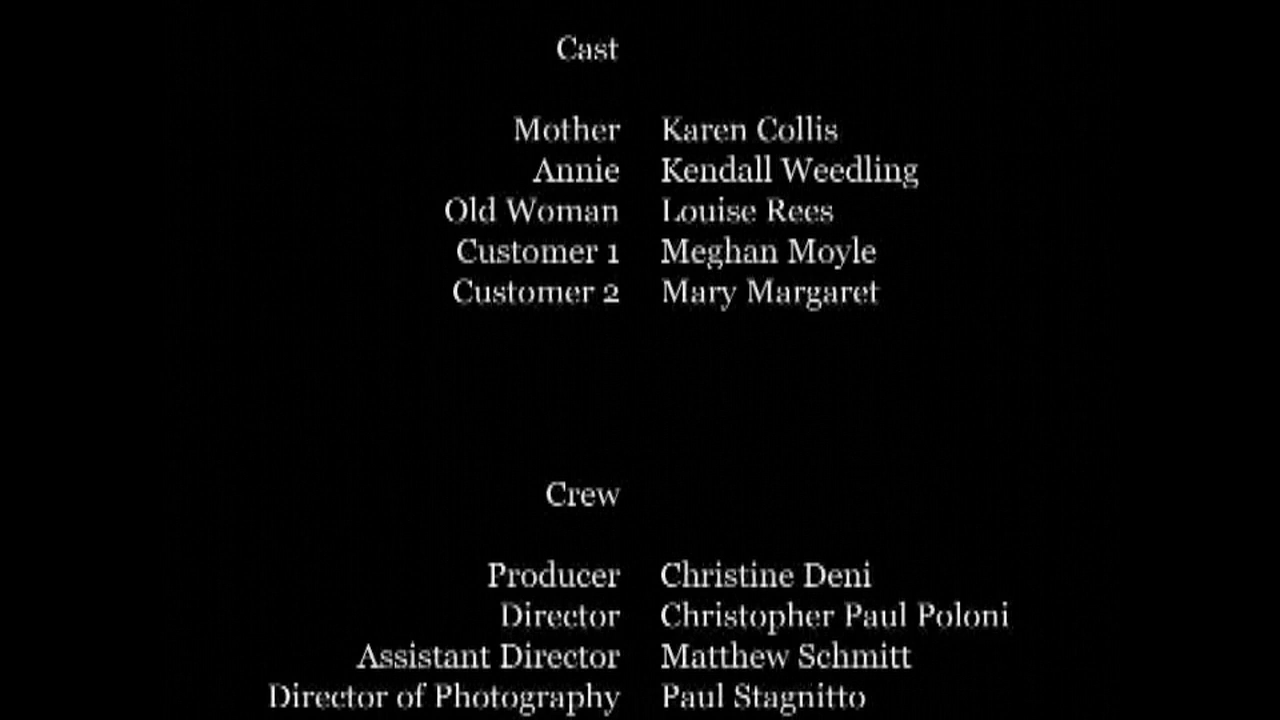 Cast
Mother Karen Collis
Annie Kendall Weedling
Old Woman Louise Rees
Customer 1 Meghan Moyle
Customer 2 Mary Margaret
Crew
Producer Christine Deni
Director Christopher Paul Poloni
Assistant Director Matthew Schmitt
Director of Photography Paul Stagnitto